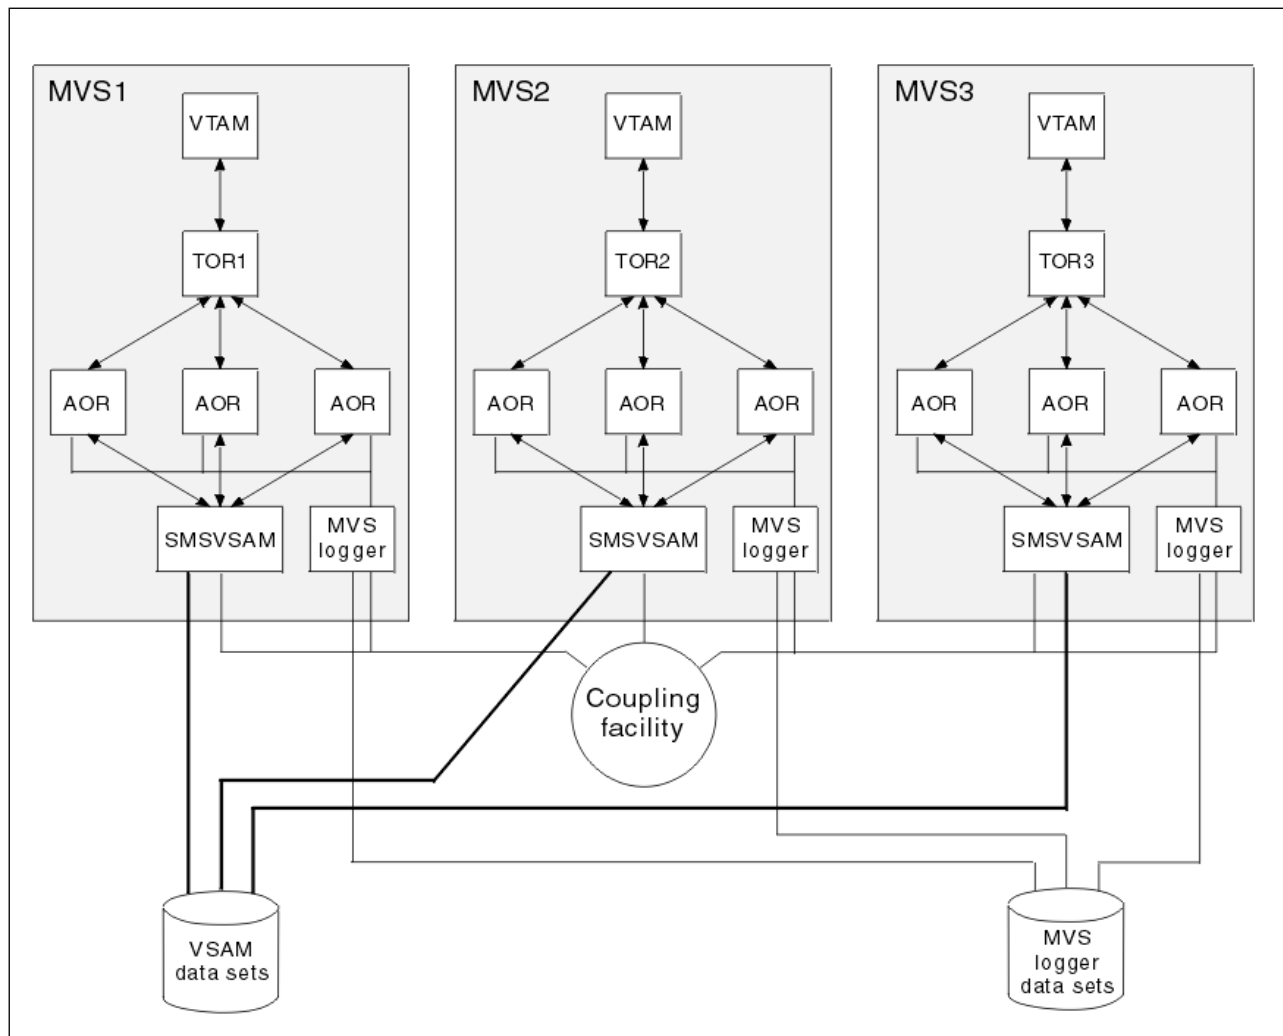 MVS1
MVS2
MVS3
VTAM
VTAM
VTAM
TOR1
TOR2
TOR3
AOR
AOR
AOR
AOR
AOR
AOR
AOR
AOR
AOR
SMSVSAM
MVS
logger
SMSVSAM
MVS
logger
SMSVSAM
MVS
logger
Coupling
facility
VSAM
data sets
MVS
logger
data sets